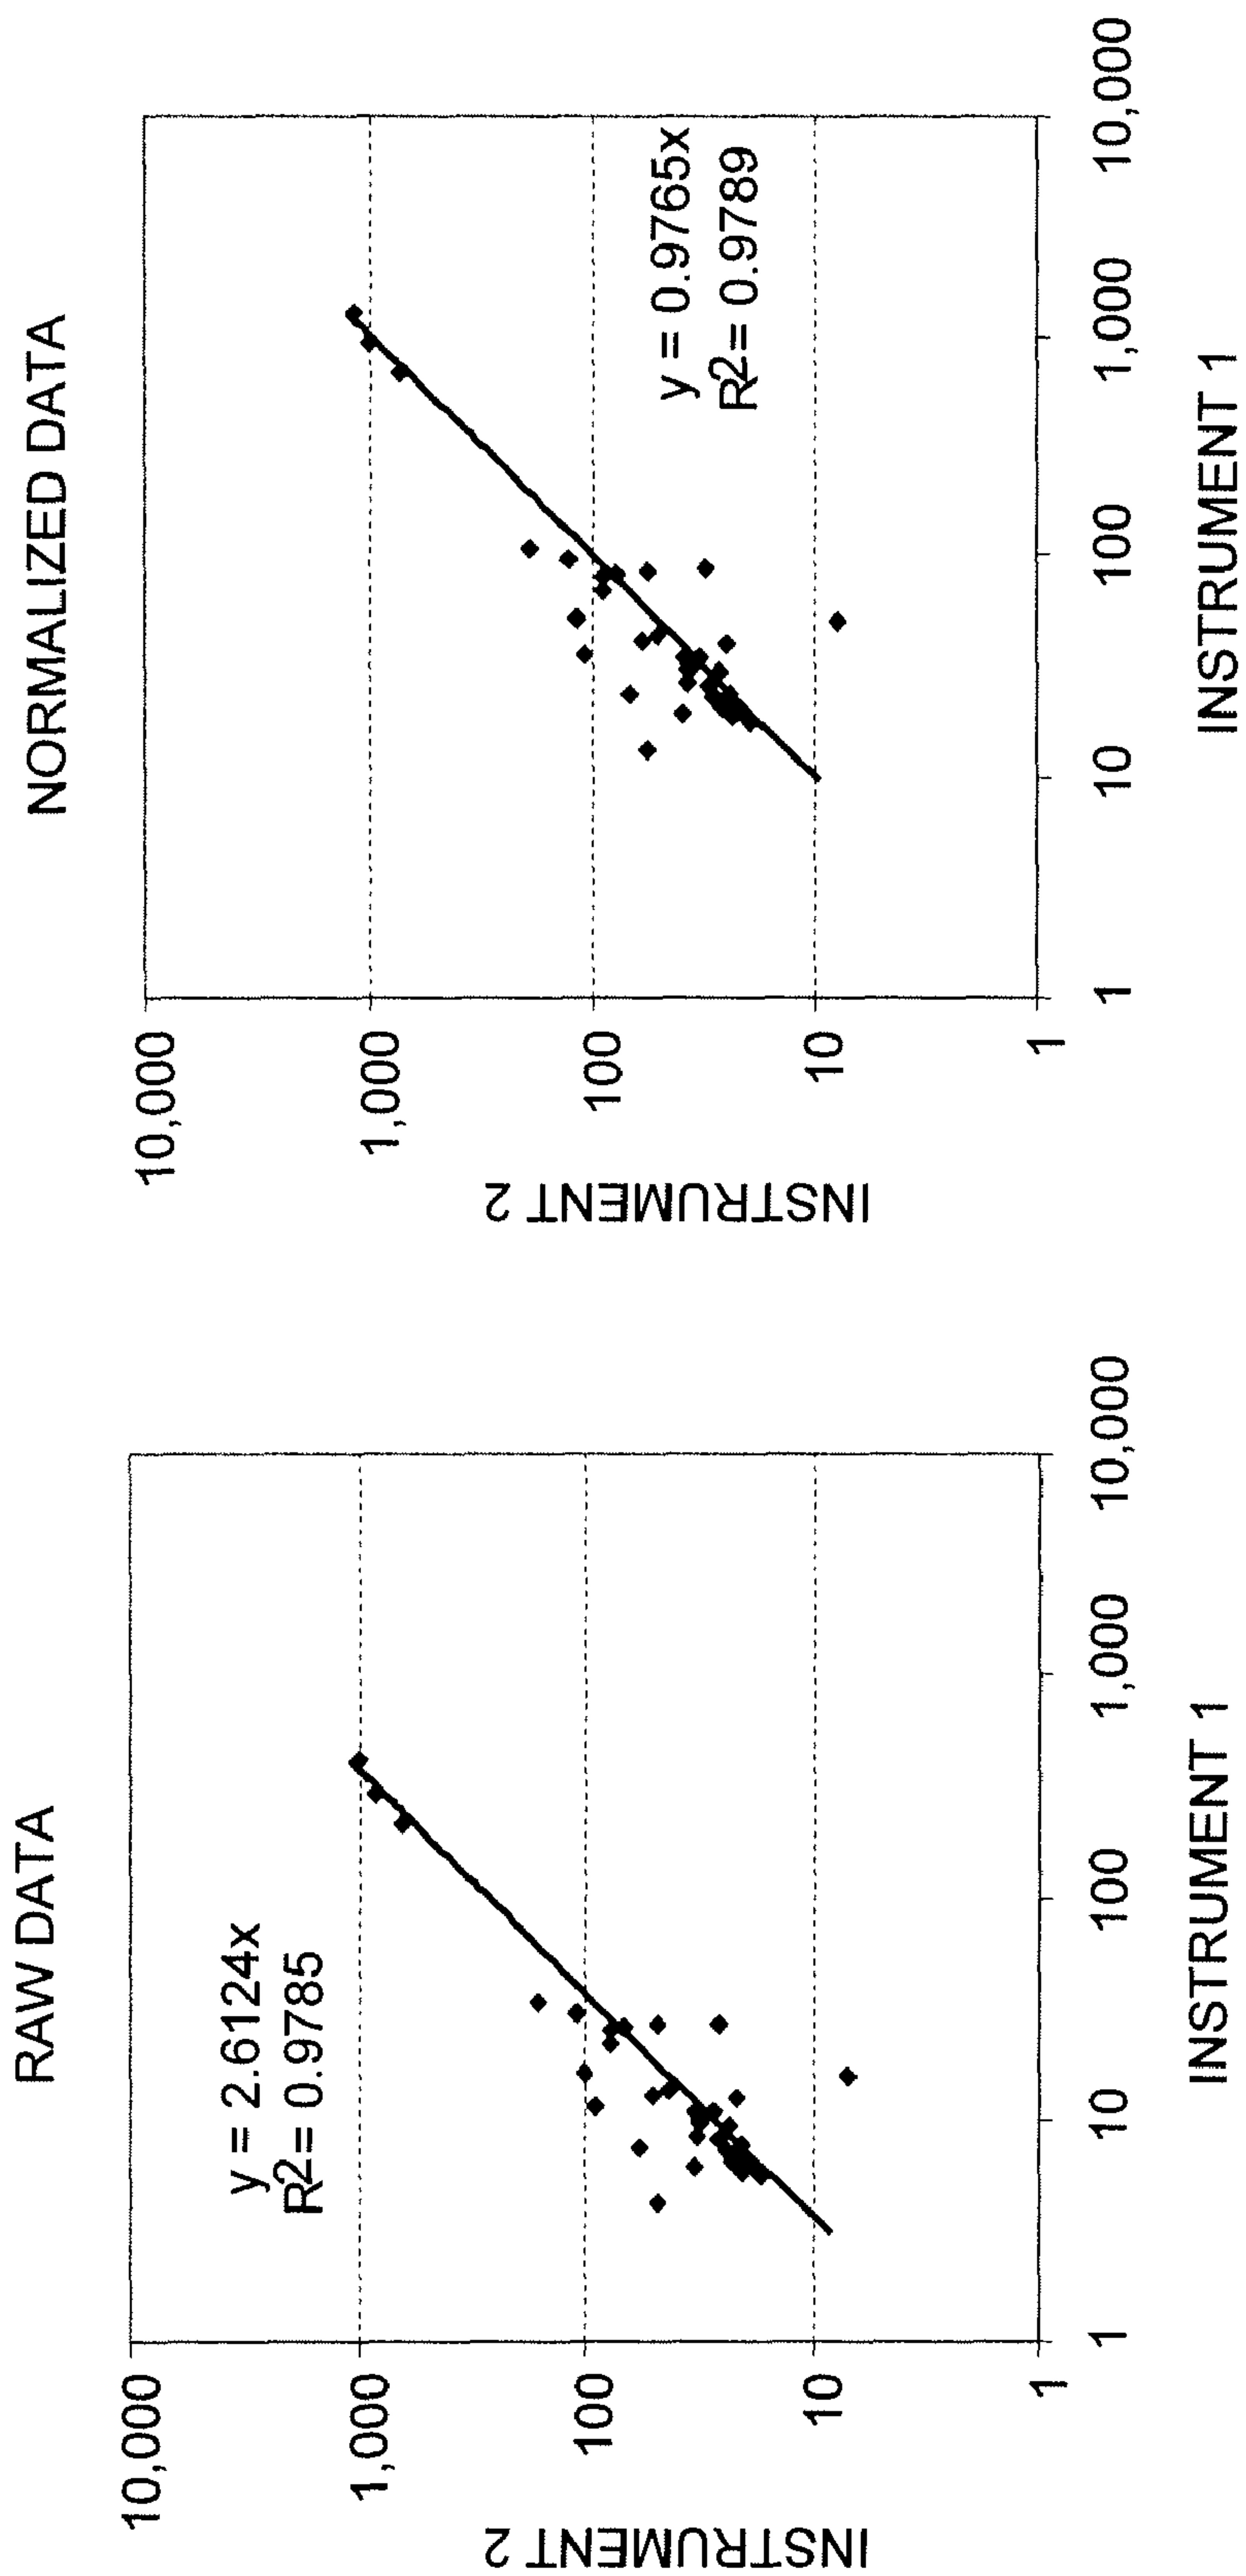 RAW DATA
y = 2.6124x
R2= 0.9785
10,000
1,000
100
10
1
INSTRUMENT 2
1
10
100
1,000
10,000
INSTRUMENT 1
NORMALIZED DATA
y = 0.9765x
R2= 0.9789
10,000
1,000
100
10
1
INSTRUMENT 2
1
10
100
1,000
10,000
INSTRUMENT 1